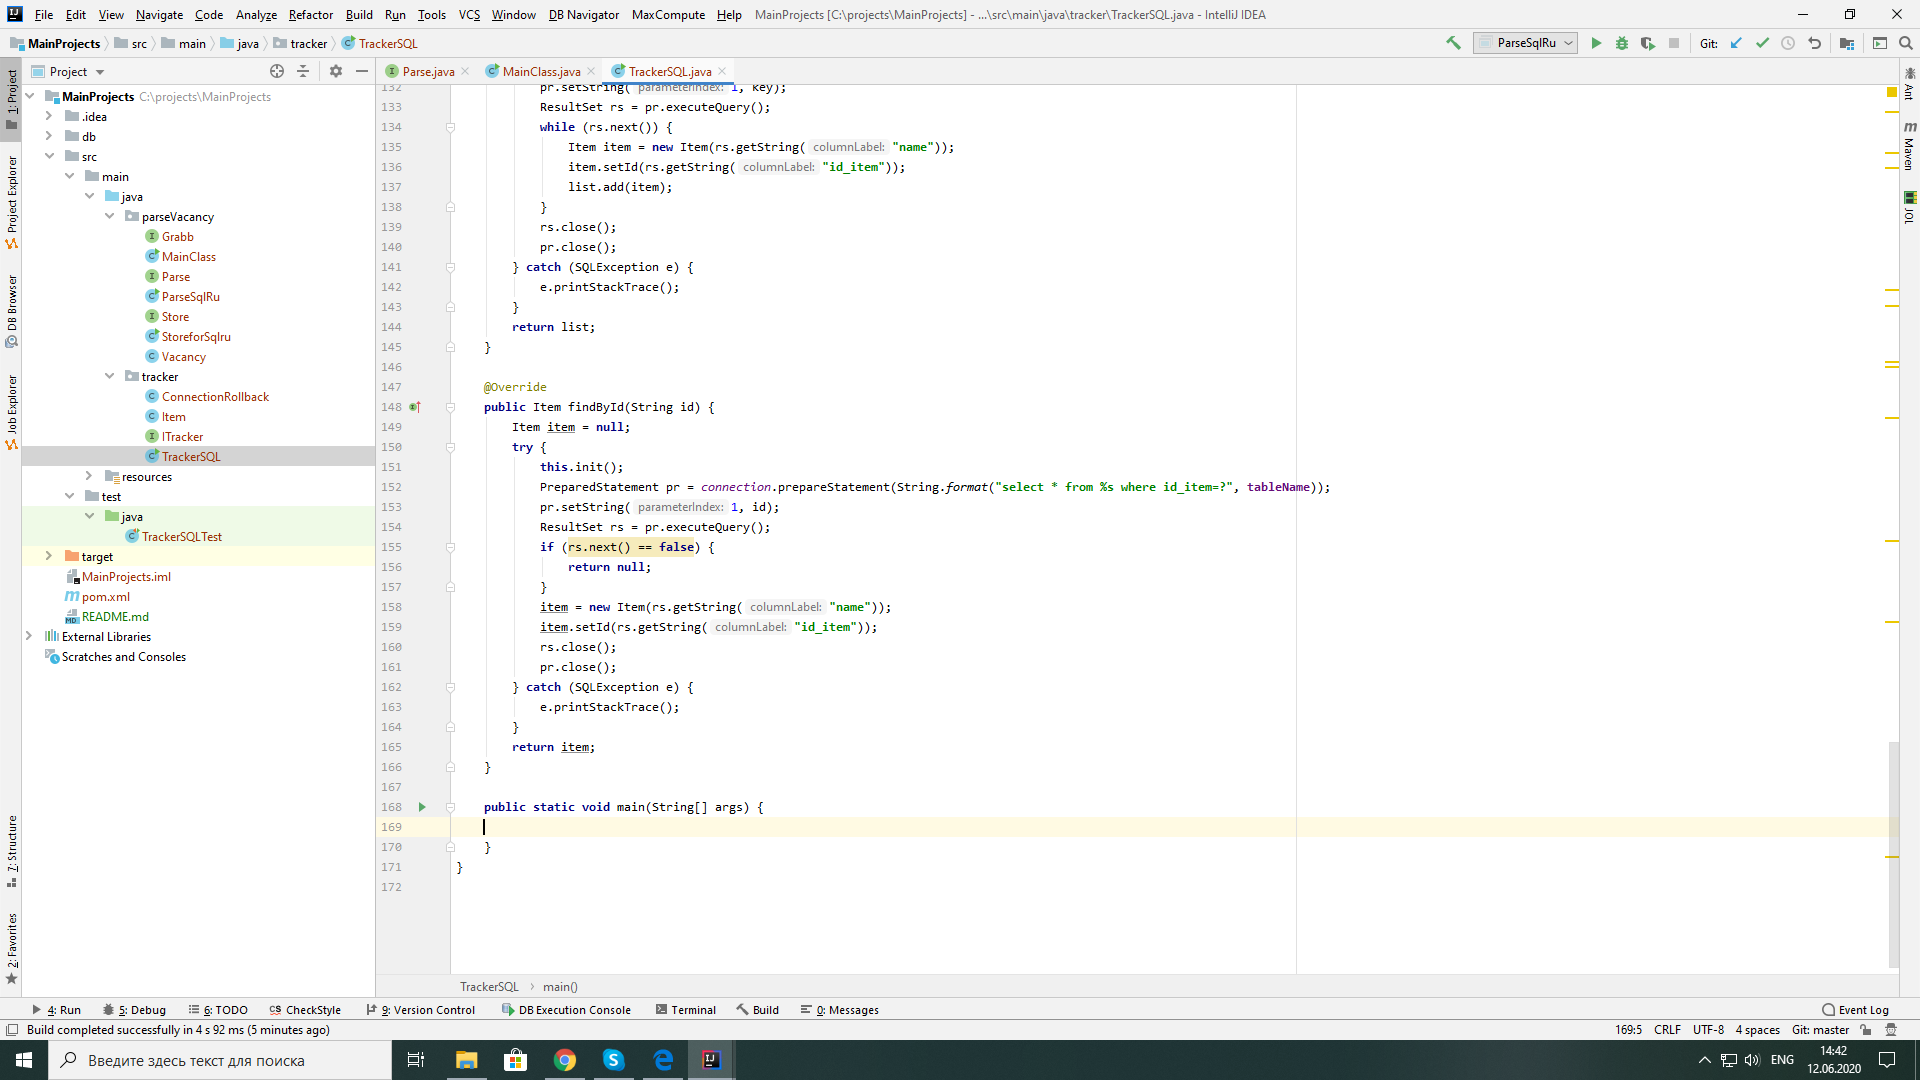 File Edit View Navigate Code Analyze Refactor Build Run Tools VCS Window DB Navigator MaxCompute Help MainProjects [C:\projects\MainProjects] - ...\src\main\java\tracker\TrackerSQL.java - IntelliJ IDEA
MainProjects src main java tracker TrackerSQL ParseSqlRu Git:
Project Parse.java MainClass.java TrackerSQL.java
1: Project
Project Explorer
DB Browser
Job Explorer
7: Structure
2: Favorites
MainProjects C:\projects\MainProjects
.idea
db
src
main
java
parseVacancy
Grabb
MainClass
Parse
ParseSqlRu
Store
StoreforSqlru
Vacancy
tracker
ConnectionRollback
Item
ITracker
TrackerSQL
resources
test
java
TrackerSQLTest
target
MainProjects.iml
pom.xml
README.md
External Libraries
Scratches and Consoles
132 pr.setString( parameterIndex: 1, key);
133 ResultSet rs = pr.executeQuery();
134 while (rs.next()) {
135 Item item = new Item(rs.getString( columnLabel: "name"));
136 item.setId(rs.getString( columnLabel: "id_item"));
137 list.add(item);
138 }
139 rs.close();
140 pr.close();
141 } catch (SQLException e) {
142 e.printStackTrace();
143 }
144 return list;
145 }
146
147 @Override
148 public Item findById(String id) {
149 Item item = null;
150 try {
151 this.init();
152 PreparedStatement pr = connection.prepareStatement(String.format("select * from %s where id_item=?", tableName));
153 pr.setString( parameterIndex: 1, id);
154 ResultSet rs = pr.executeQuery();
155 if (rs.next() == false) {
156 return null;
157 }
158 item = new Item(rs.getString( columnLabel: "name"));
159 item.setId(rs.getString( columnLabel: "id_item"));
160 rs.close();
161 pr.close();
162 } catch (SQLException e) {
163 e.printStackTrace();
164 }
165 return item;
166 }
167
168 public static void main(String[] args) {
169
170 }
171 }
172
Ant
m Maven
JOL
TrackerSQL main()
4: Run 5: Debug 6: TODO CheckStyle 9: Version Control DB Execution Console Terminal Build 0: Messages Event Log
Build completed successfully in 4 s 92 ms (5 minutes ago) 169:5 CRLF UTF-8 4 spaces Git: master
Введите здесь текст для поиска ENG 14:42
12.06.2020